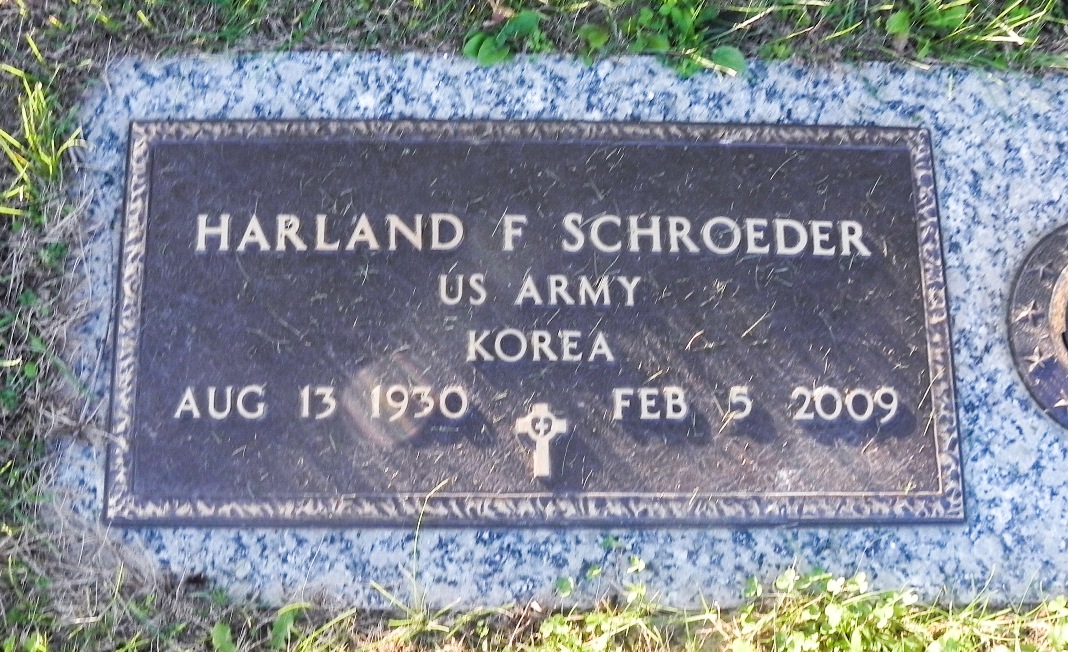 HARLAND F SCHROEDER
US ARMY
KOREA
AUG 13 1930 FEB 5 2009